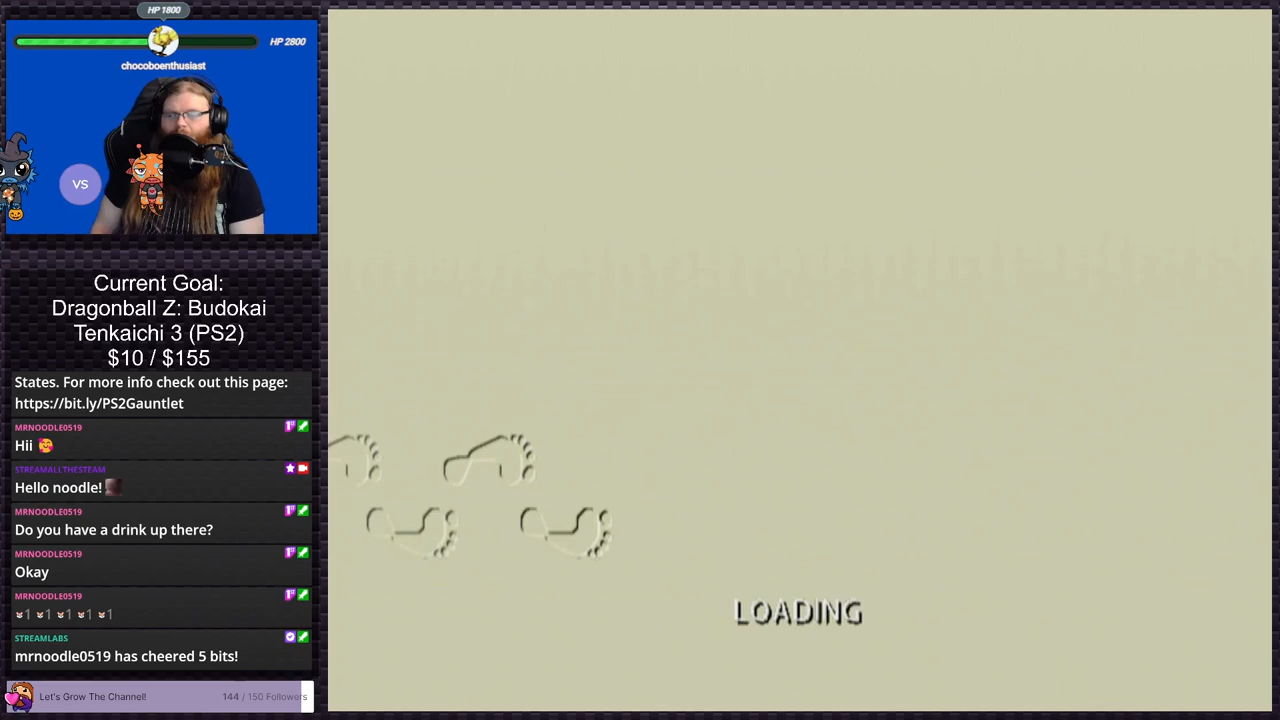 HP 1800
HP 2800
chocoboenthusiast
VS
Current Goal:
Dragonball Z: Budokai
Tenkaichi 3 (PS2)
$10 / $155
States. For more info check out this page:
https://bit.ly/PS2Gauntlet
MRNOODLE0519
Hii
STREAMALLTHESTEAM
Hello noodle!
MRNOODLE0519
Do you have a drink up there?
MRNOODLE0519
Okay
MRNOODLE0519
1 1 1 1 1
STREAMLABS
mrnoodle0519 has cheered 5 bits!
Let's Grow The Channel! 144 / 150 Followers
LOADING